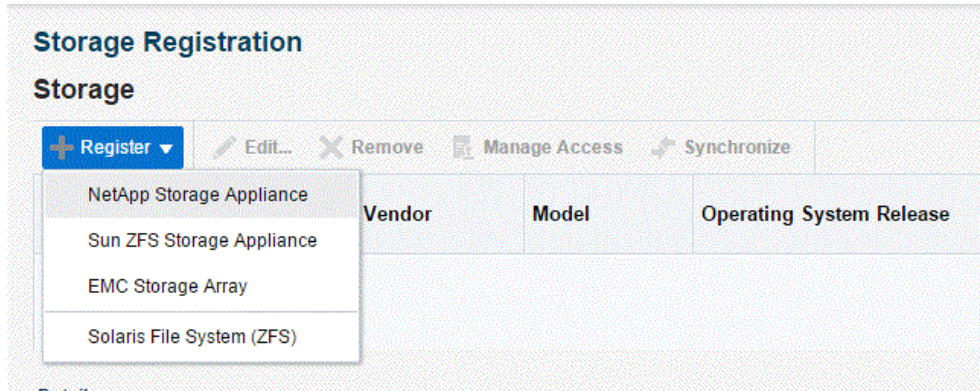 Storage Registration
Storage
Register Edit... Remove Manage Access Synchronize
NetApp Storage Appliance
Vendor Model Operating System Release
Sun ZFS Storage Appliance
EMC Storage Array
Solaris File System (ZFS)